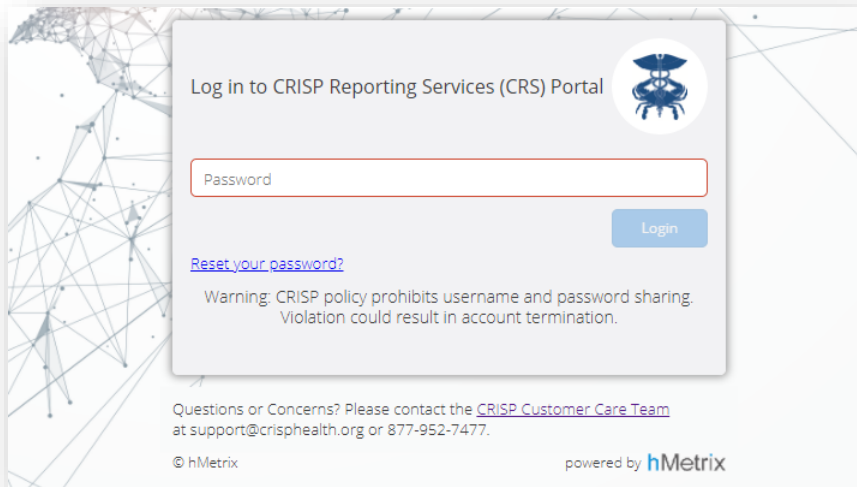 Log in to CRISP Reporting Services (CRS) Portal
Password
Login
Reset your password?
Warning: CRISP policy prohibits username and password sharing.
Violation could result in account termination.
Questions or Concerns? Please contact the CRISP Customer Care Team
at support@crisphealth.org or 877-952-7477.
© hMetrix
powered by hMetrix